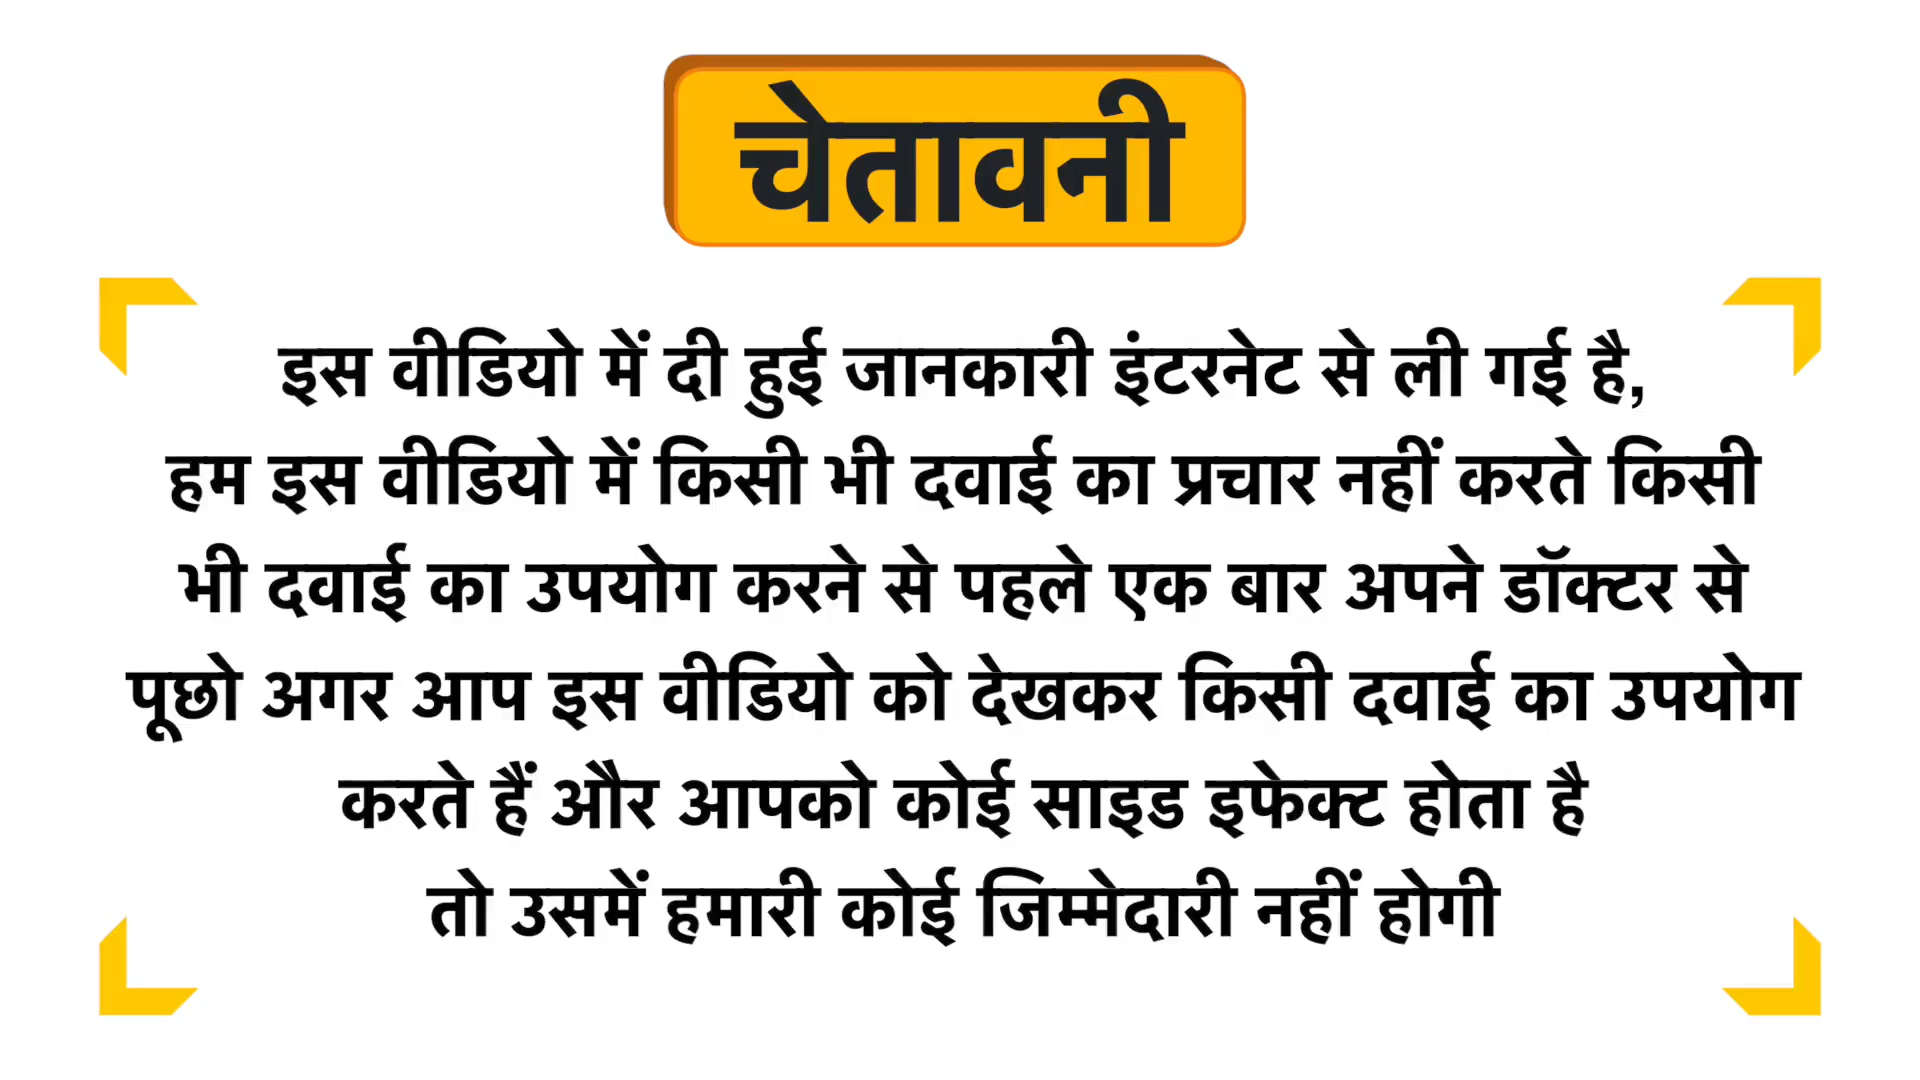 चेतावनी
इस वीडियो में दी हुई जानकारी इंटरनेट से ली गई है,
हम इस वीडियो में किसी भी दवाई का प्रचार नहीं करते किसी
भी दवाई का उपयोग करने से पहले एक बार अपने डॉक्टर से
पूछो अगर आप इस वीडियो को देखकर किसी दवाई का उपयोग
करते हैं और आपको कोई साइड इफेक्ट होता है
तो उसमें हमारी कोई जिम्मेदारी नहीं होगी